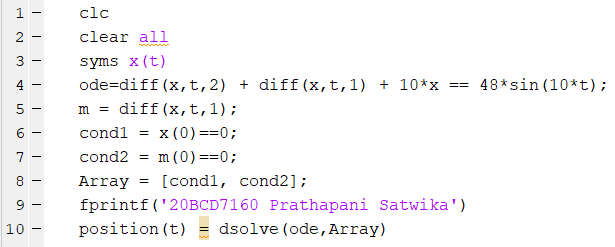 1 – clc
2 – clear all
3 – syms x(t)
4 – ode=diff(x,t,2) + diff(x,t,1) + 10*x == 48*sin(10*t);
5 – m = diff(x,t,1);
6 – cond1 = x(0)==0;
7 – cond2 = m(0)==0;
8 – Array = [cond1, cond2];
9 – fprintf('20BCD7160 Prathapani Satwika')
10 – position(t) = dsolve(ode,Array)